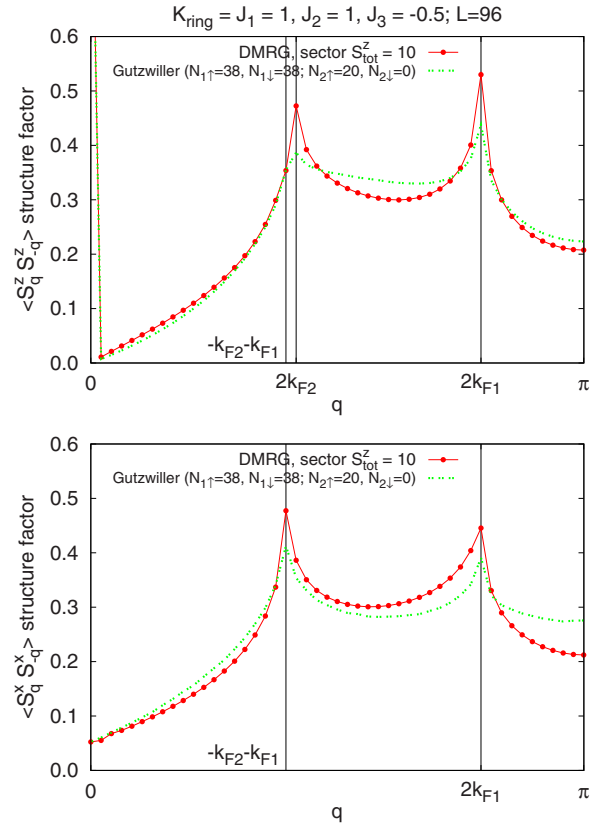 K_ring = J_1 = 1, J_2 = 1, J_3 = -0.5; L=96
DMRG, sector S^z_tot = 10
Gutzwiller (N_1↑=38, N_1↓=38; N_2↑=20, N_2↓=0)
<S^z_q S^z_-q> structure factor
0.6
0.5
0.4
0.3
0.2
0.1
0.0
-k_F2-k_F1
0
2k_F2
2k_F1
π
q
DMRG, sector S^z_tot = 10
Gutzwiller (N_1↑=38, N_1↓=38; N_2↑=20, N_2↓=0)
<S^x_q S^x_-q> structure factor
0.6
0.5
0.4
0.3
0.2
0.1
0.0
-k_F2-k_F1
0
2k_F1
π
q